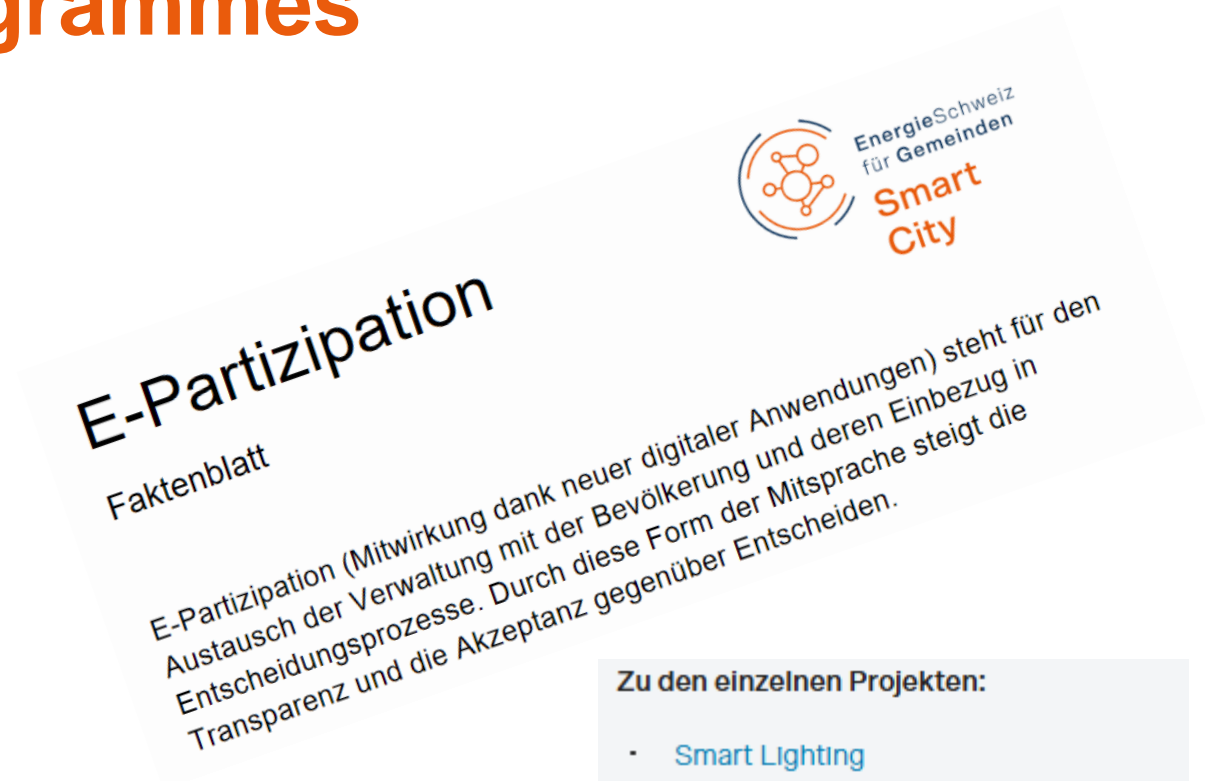 grammes
EnergieSchweiz
für Gemeinden
Smart
City
E-Partizipation
Faktenblatt
E-Partizipation (Mitwirkung dank neuer digitaler Anwendungen) steht für den
Austausch der Verwaltung mit der Bevölkerung und deren Einbezug in
Entscheidungsprozesse. Durch diese Form der Mitsprache steigt die
Transparenz und die Akzeptanz gegenüber Entscheiden.
Zu den einzelnen Projekten:
· Smart Lighting